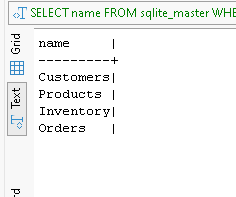 SELECT name FROM sqlite_master WHE
Grid
Text
name     |
---------+
Customers|
Products |
Inventory|
Orders   |